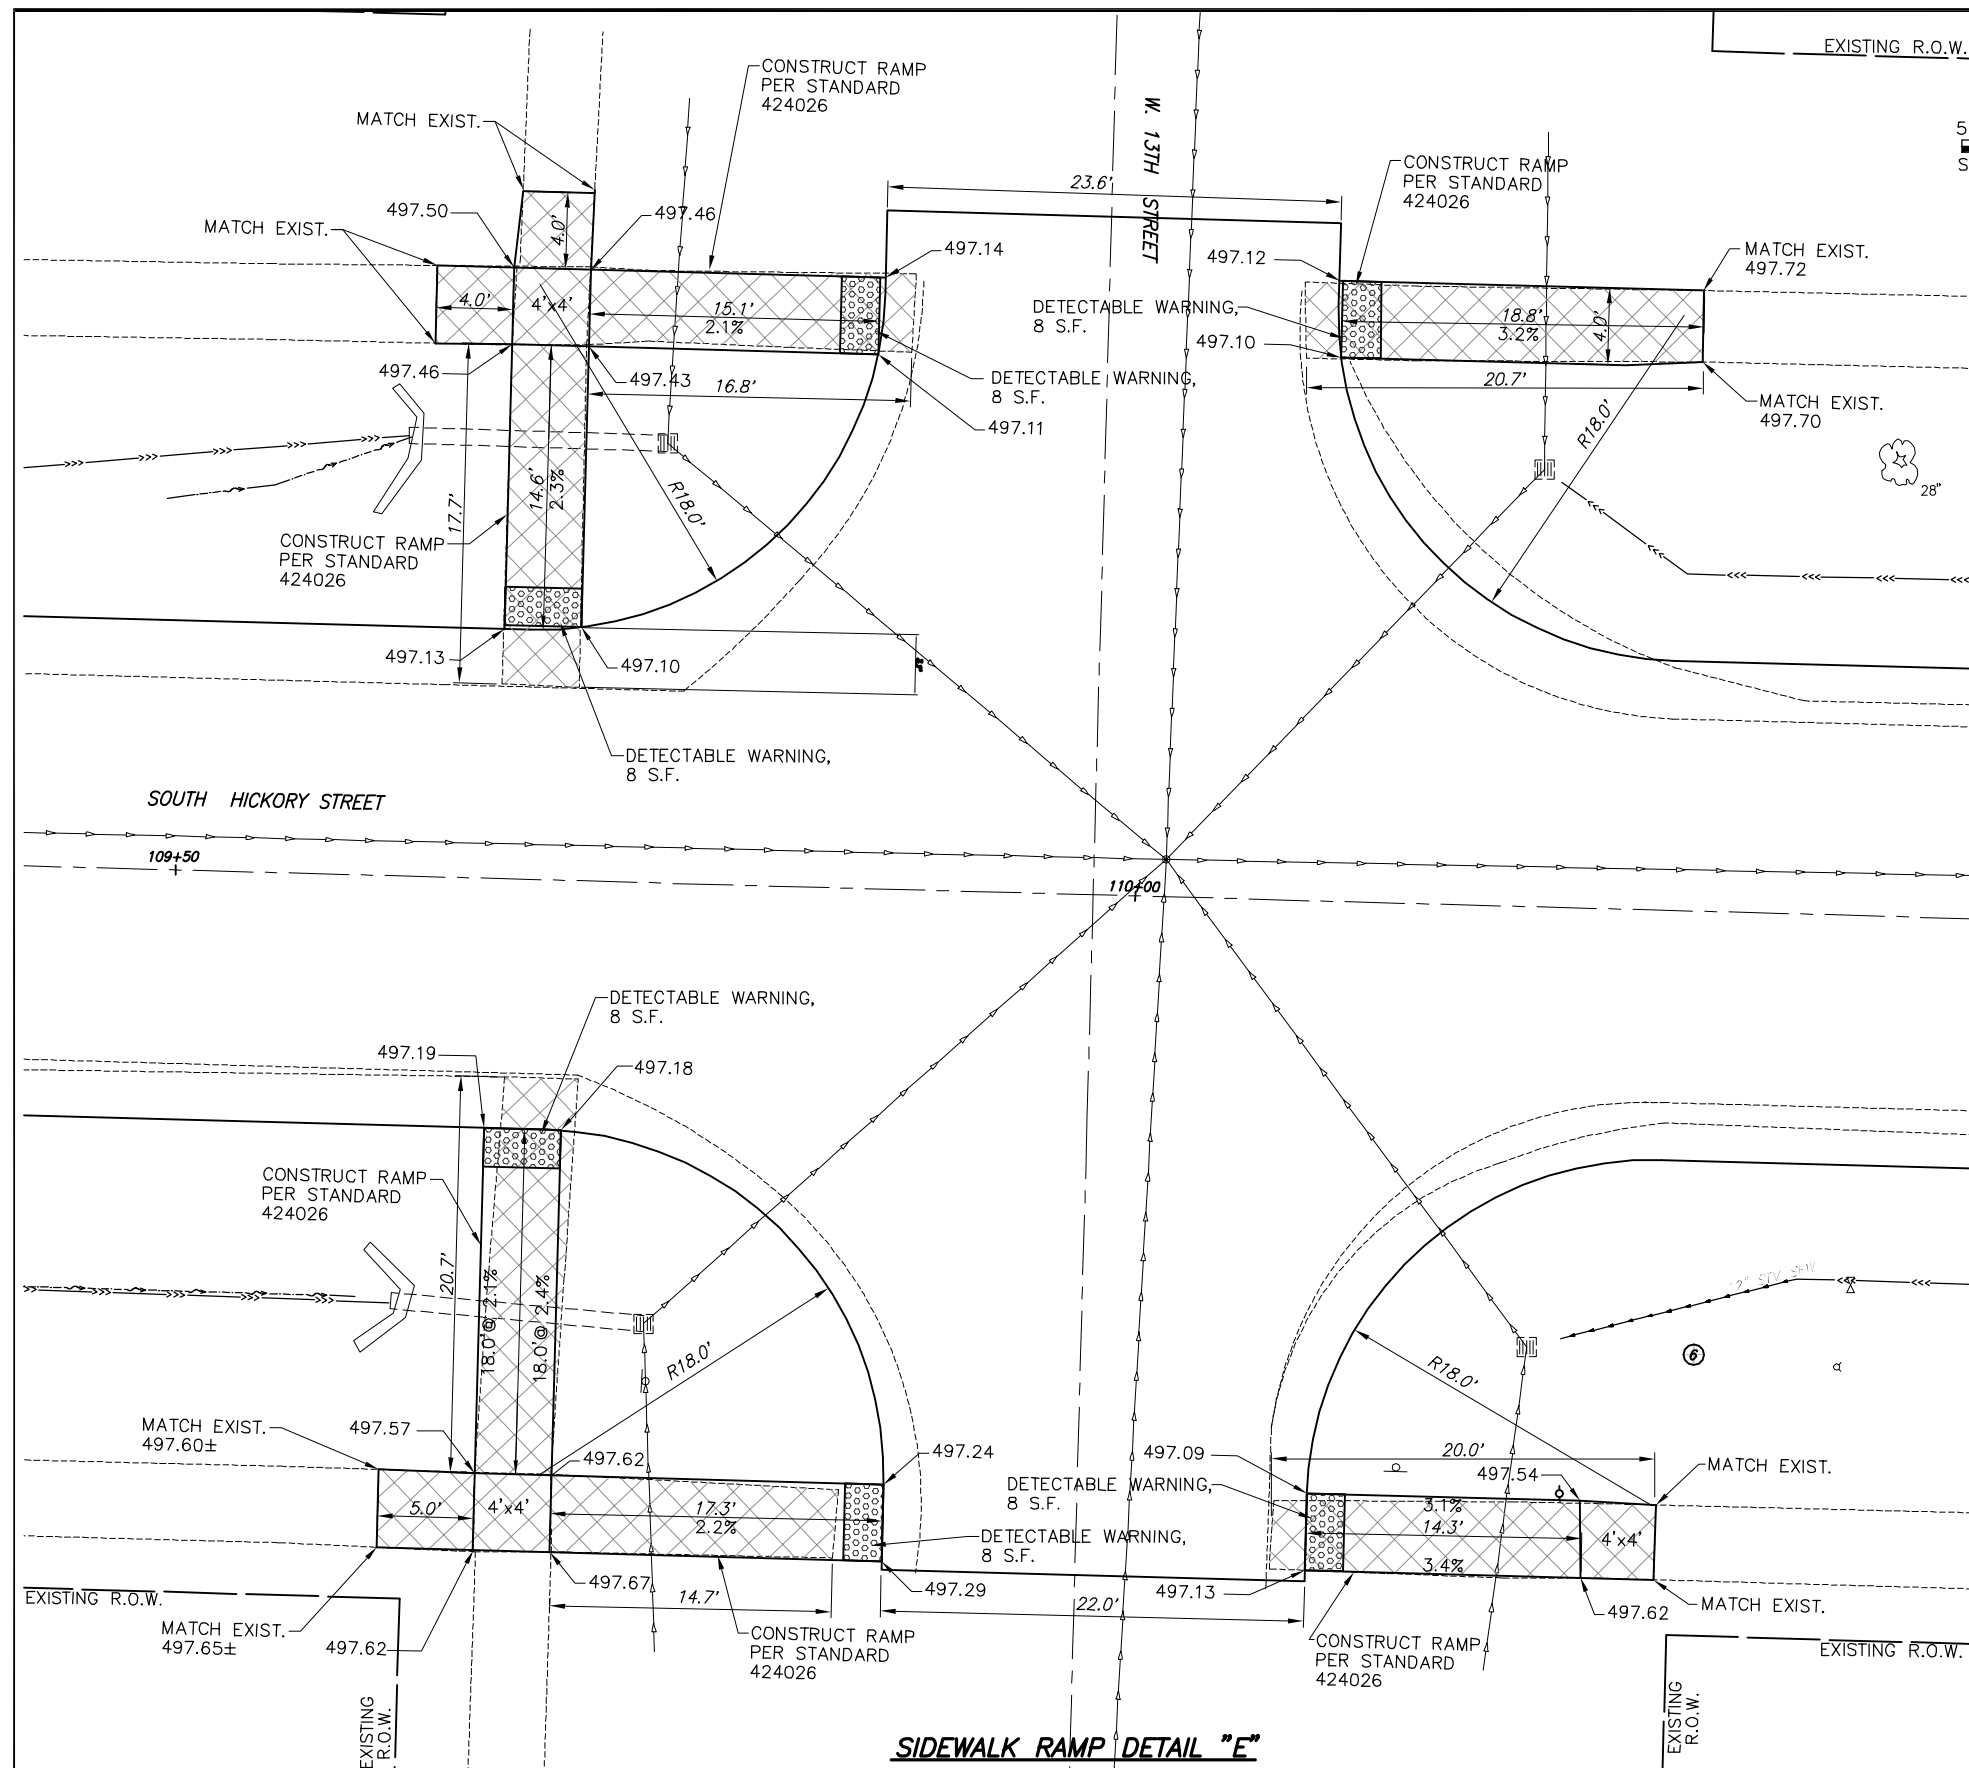 EXISTING R.O.W.
CONSTRUCT RAMP
PER STANDARD
424026
MATCH EXIST.
W. 13TH STREET
5
S
CONSTRUCT RAMP
PER STANDARD
424026
23.6'
497.50
497.46
4.0'
MATCH EXIST.
497.14
497.12
MATCH EXIST.
497.72
4.0'
4'x4'
15.1'
2.1%
DETECTABLE WARNING,
8 S.F.
18.8'
3.2%
4.0'
497.10
497.46
497.43
16.8'
DETECTABLE WARNING,
8 S.F.
20.7'
MATCH EXIST.
497.70
497.11
R18.0'
28"
17.7'
14.6'
2.3%
R18.0'
CONSTRUCT RAMP
PER STANDARD
424026
497.13
497.10
DETECTABLE WARNING,
8 S.F.
SOUTH HICKORY STREET
109+50
110+00
DETECTABLE WARNING,
8 S.F.
497.19
497.18
CONSTRUCT RAMP
PER STANDARD
424026
20.7'
18.0'@ 2.1%
18.0'@ 2.4%
R18.0'
R18.0'
6
MATCH EXIST.
497.60±
497.57
497.62
497.24
497.09
20.0'
497.54
MATCH EXIST.
DETECTABLE WARNING,
8 S.F.
5.0'
4'x4'
17.3'
2.2%
3.1%
14.3'
3.4%
4'x4'
DETECTABLE WARNING,
8 S.F.
497.67
14.7'
497.29
497.13
22.0'
497.62
MATCH EXIST.
EXISTING R.O.W.
MATCH EXIST.
497.65±
497.62
CONSTRUCT RAMP
PER STANDARD
424026
CONSTRUCT RAMP
PER STANDARD
424026
EXISTING R.O.W.
EXISTING
R.O.W.
EXISTING
R.O.W.
SIDEWALK RAMP DETAIL "E"